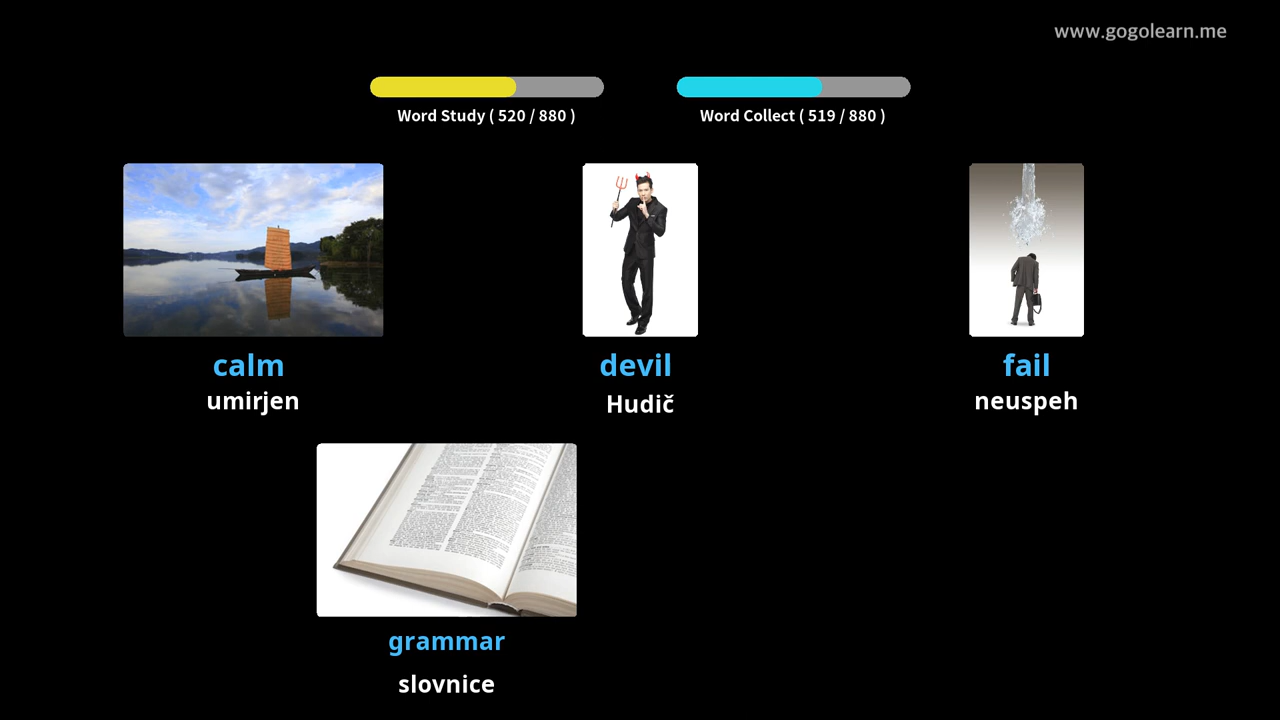 www.gogolearn.me
Word Study ( 520 / 880 )
Word Collect ( 519 / 880 )
calm
devil
fail
umirjen
Hudič
neuspeh
grammar
slovnice